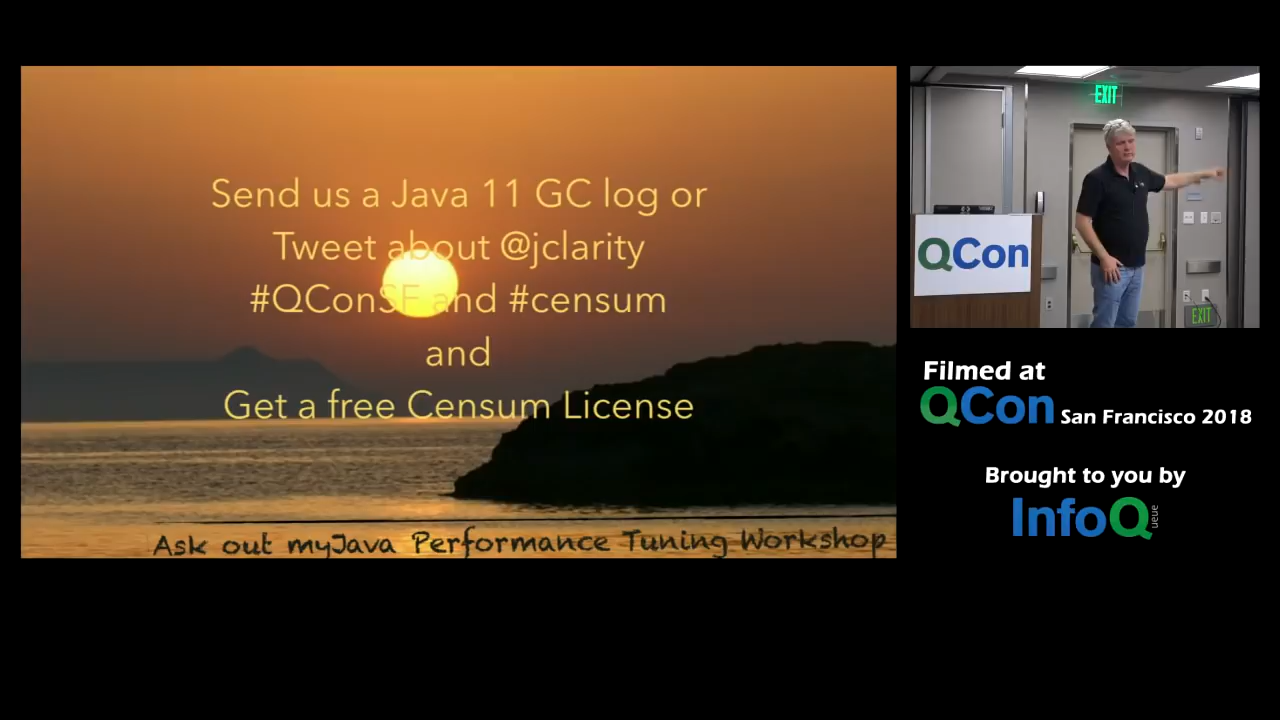 Send us a Java 11 GC log or
Tweet about @jclarity
#QConSF and #censum
and
Get a free Censum License
Ask out myJava Performance Tuning Workshop
EXIT
QCon
EXIT
Filmed at
QCon San Francisco 2018
Brought to you by
InfoQueue